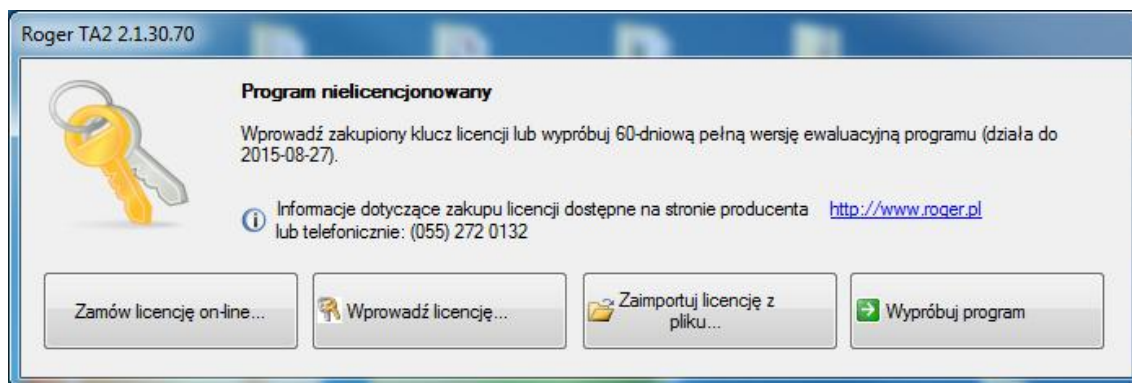 Roger TA2 2.1.30.70
Program nielicencjonowany
Wprowadź zakupiony klucz licencji lub wypróbuj 60-dniową pełną wersję ewaluacyjną programu (działa do
2015-08-27).
Informacje dotyczące zakupu licencji dostępne na stronie producenta http://www.roger.pl
lub telefonicznie: (055) 272 0132
Zamów licencję on-line...
Wprowadź licencję...
Zaimportuj licencję z
pliku...
Wypróbuj program